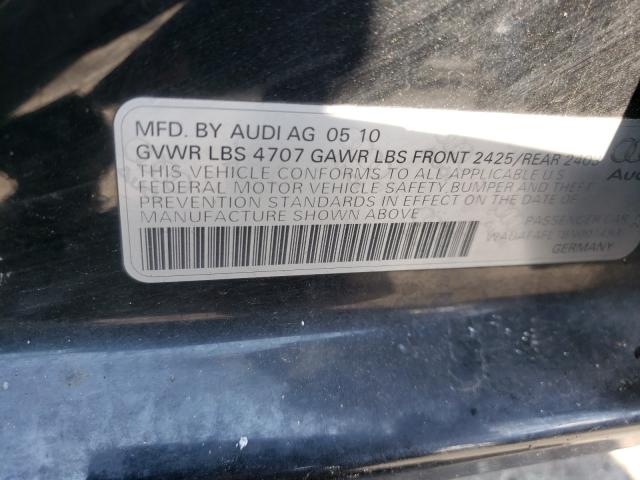 MFD. BY AUDI AG 05 10
GVWR LBS 4707 GAWR LBS FRONT 2425/REAR
THIS VEHICLE CONFORMS TO ALL APPLICABLE U.S
FEDERAL MOTOR VEHICLE SAFETY,BUMPER AND THEFT
PREVENTION STANDARDS IN EFFECT ON THE DATE OF
MANUFACTURE SHOWN ABOVE
PASSENGER CAR
GERMANY